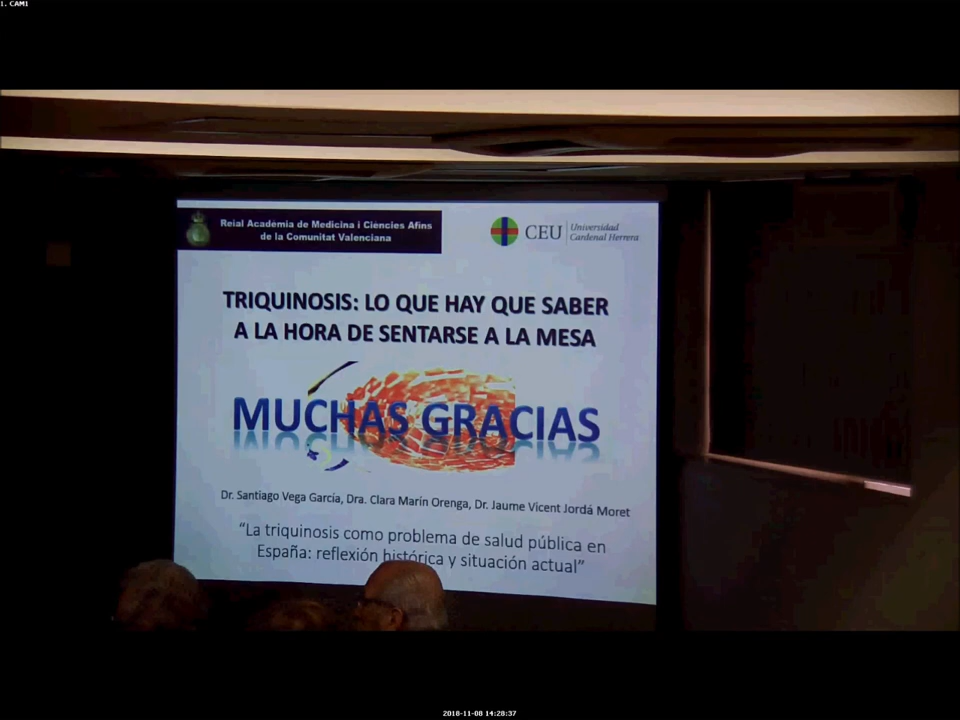 1. CAM1
Reial Acadèmia de Medicina i Ciències Afins
de la Comunitat Valenciana
CEU
Universidad
Cardenal Herrera
TRIQUINOSIS: LO QUE HAY QUE SABER
A LA HORA DE SENTARSE A LA MESA
MUCHAS GRACIAS
Dr. Santiago Vega García, Dra. Clara Marín Orenga, Dr. Jaume Vicent Jordá Moret
“La triquinosis como problema de salud pública en
España: reflexión histórica y situación actual”
2018-11-08 14:28:37